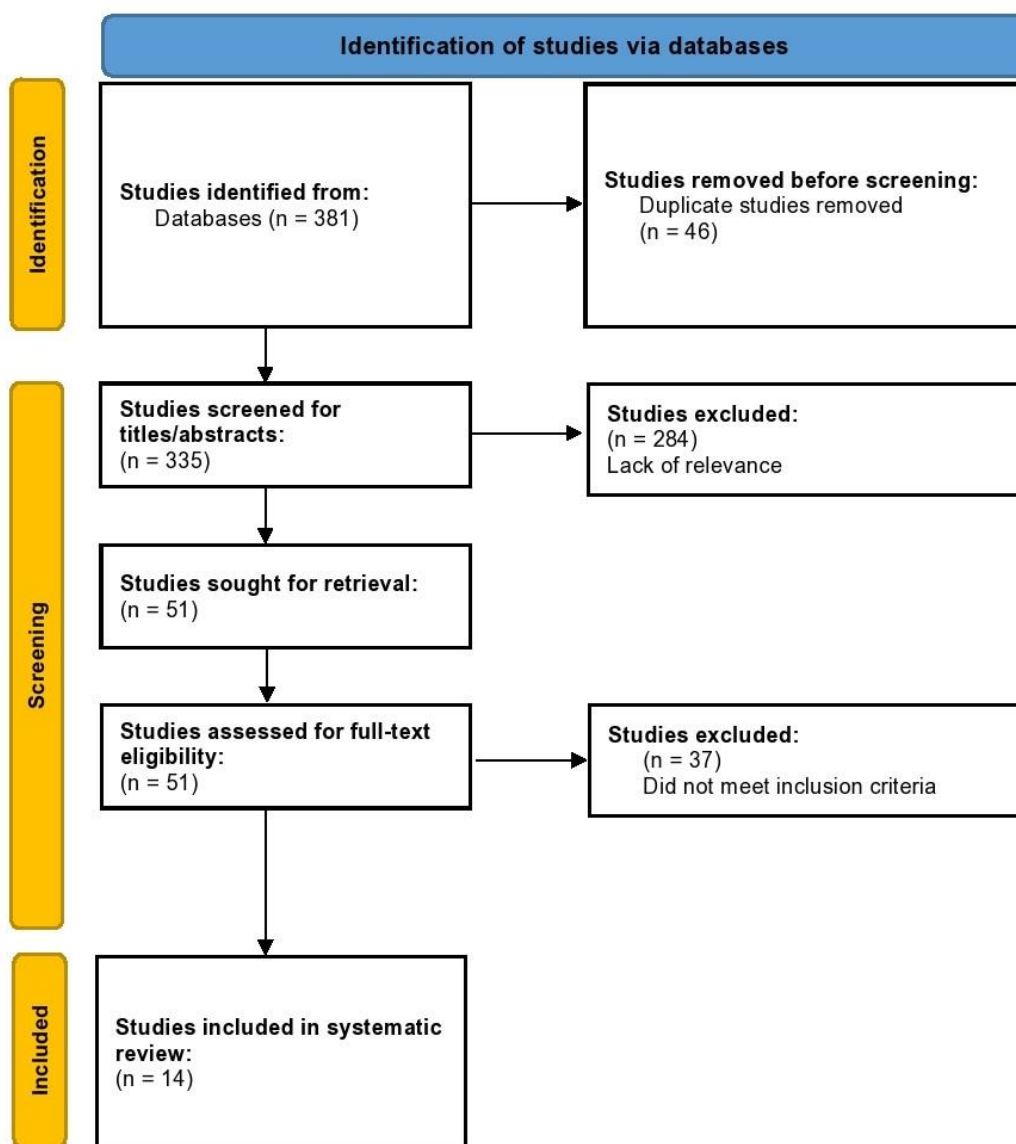 Identification of studies via databases
Identification
Studies identified from:
Databases (n = 381)
Studies removed before screening:
Duplicate studies removed
(n = 46)
Screening
Studies screened for
titles/abstracts:
(n = 335)
Studies excluded:
(n = 284)
Lack of relevance
Studies sought for retrieval:
(n = 51)
Studies assessed for full-text
eligibility:
(n = 51)
Studies excluded:
(n = 37)
Did not meet inclusion criteria
Included
Studies included in systematic
review:
(n = 14)